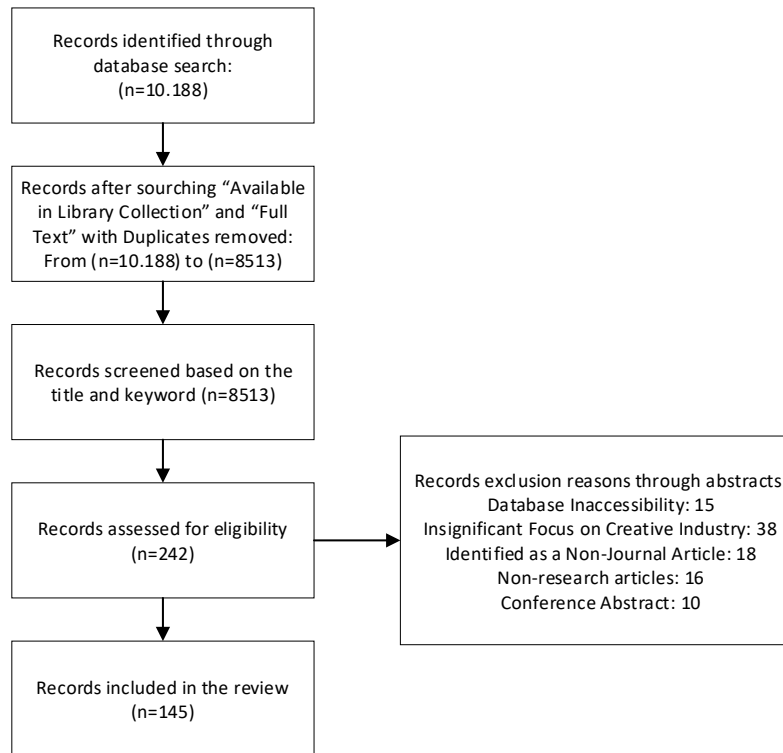 Records identified through
database search:
(n=10.188)
Records after sourching “Available
in Library Collection” and “Full
Text” with Duplicates removed:
From (n=10.188) to (n=8513)
Records screened based on the
title and keyword (n=8513)
Records assessed for eligibility
(n=242)
Records exclusion reasons through abstracts
Database Inaccessibility: 15
Insignificant Focus on Creative Industry: 38
Identified as a Non-Journal Article: 18
Non-research articles: 16
Conference Abstract: 10
Records included in the review
(n=145)